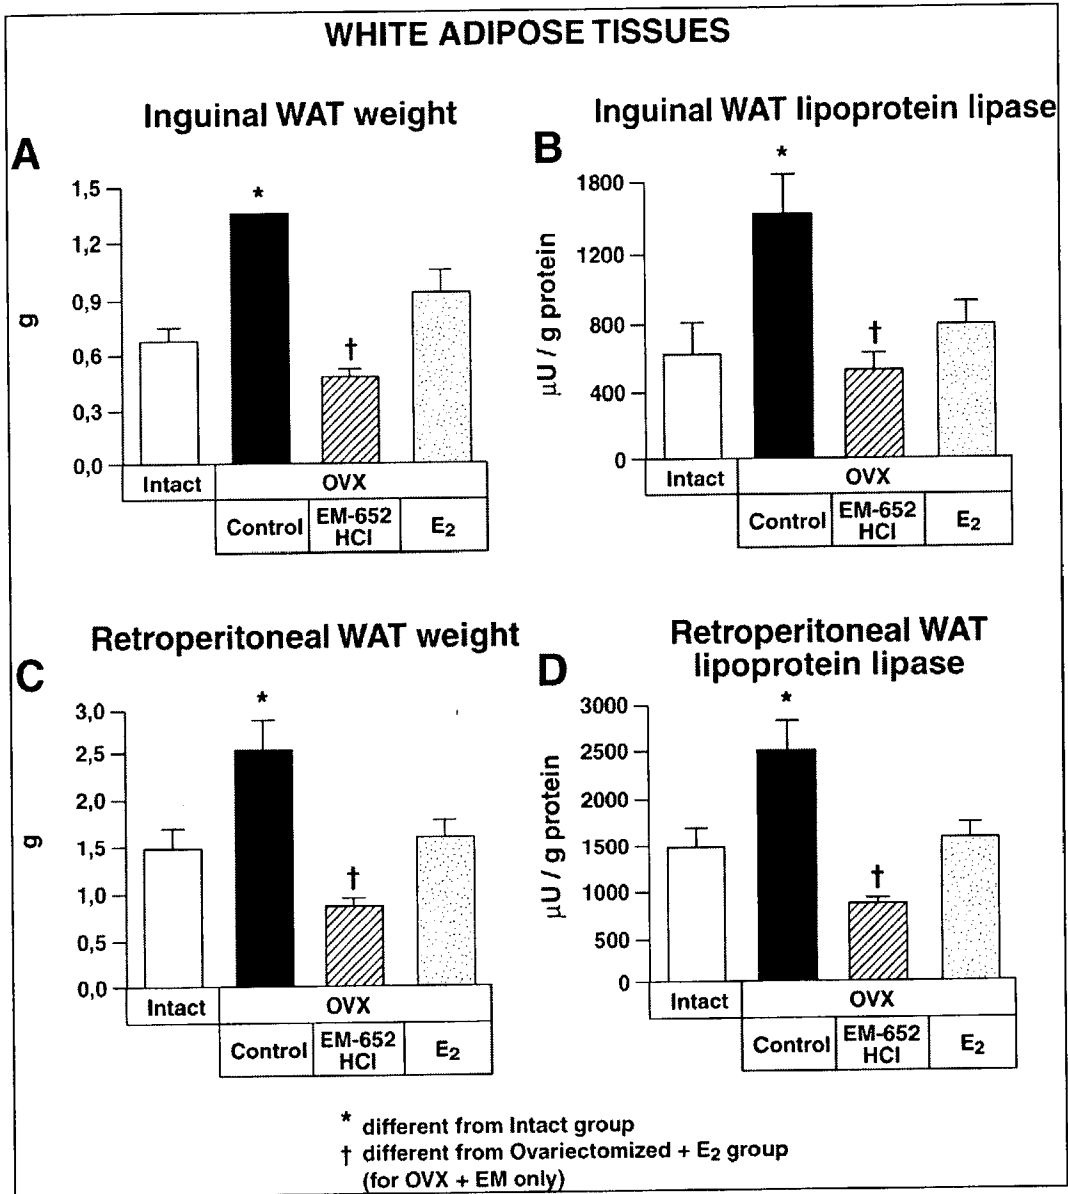 WHITE ADIPOSE TISSUES
Inguinal WAT weight
A
*
1,5
1,2
0,9
0,6
0,3
0,0
g
†
Intact
OVX
Control
EM-652
HCl
E2
Inguinal WAT lipoprotein lipase
B
*
1800
1200
800
400
0
µU / g protein
†
Intact
OVX
Control
EM-652
HCl
E2
Retroperitoneal WAT weight
C
*
3,0
2,5
2,0
1,5
1,0
0,5
0,0
g
†
Intact
OVX
Control
EM-652
HCl
E2
Retroperitoneal WAT
lipoprotein lipase
D
*
3000
2500
2000
1500
1000
500
0
µU / g protein
†
Intact
OVX
Control
EM-652
HCl
E2
* different from Intact group
† different from Ovariectomized + E2 group
(for OVX + EM only)